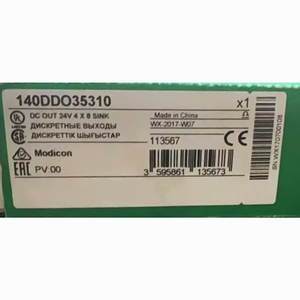 140DDO35310
x1
DC OUT 24V 4 X 8 SINK
Made in China
ДИСКРЕТНЫЕ ВЫХОДЫ
WX-2017-W07
ДИСКРЕТТІК ШЫҒЫСТАР
113567
Modicon
EAC
PV:00
3 595861 135673